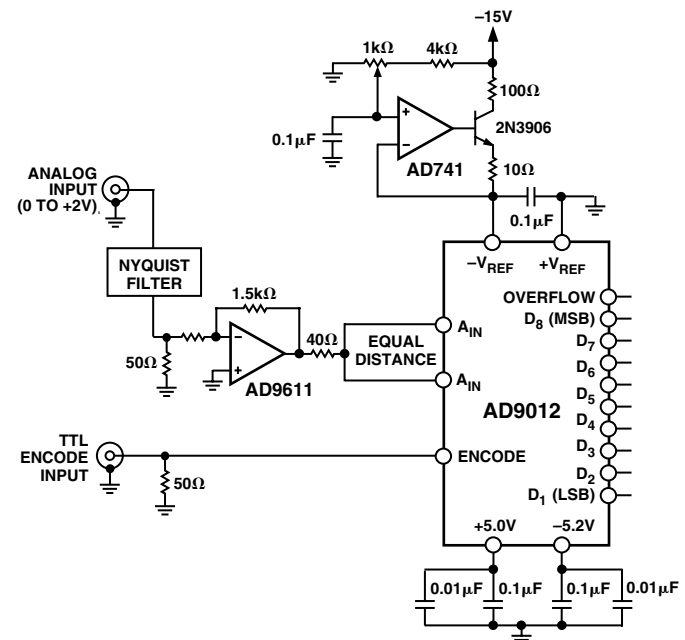 –15V
1kΩ
4kΩ
100Ω
2N3906
0.1μF
+
–
AD741
10Ω
0.1μF
ANALOG
INPUT
(0 TO +2V)
NYQUIST
FILTER
1.5kΩ
50Ω
–
+
AD9611
40Ω
EQUAL
DISTANCE
–VREF
+VREF
AIN
AIN
AD9012
OVERFLOW
D8 (MSB)
D7
D6
D5
D4
D3
D2
D1 (LSB)
TTL
ENCODE
INPUT
50Ω
ENCODE
+5.0V
–5.2V
0.01μF
0.1μF
0.1μF
0.01μF